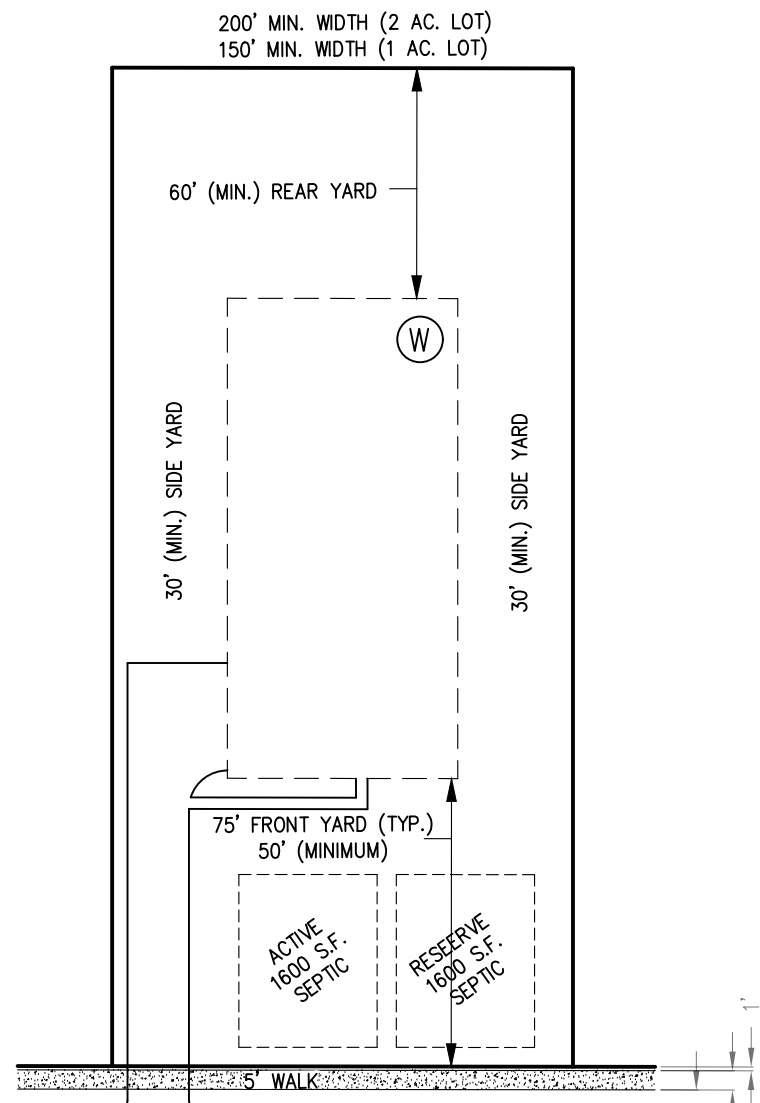 200' MIN. WIDTH (2 AC. LOT)
150' MIN. WIDTH (1 AC. LOT)
60' (MIN.) REAR YARD
W
30' (MIN.) SIDE YARD
30' (MIN.) SIDE YARD
75' FRONT YARD (TYP.)
50' (MINIMUM)
ACTIVE
1600 S.F.
SEPTIC
RESEERVE
1600 S.F.
SEPTIC
1'
5' WALK